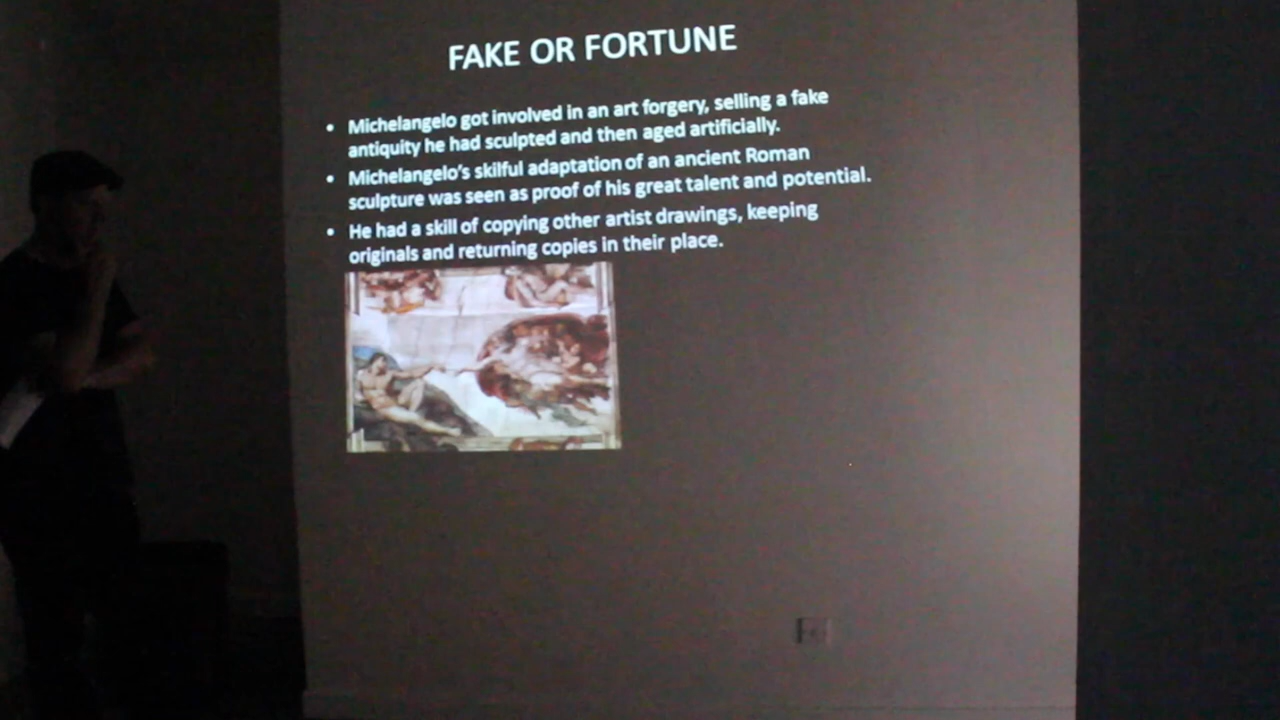 FAKE OR FORTUNE
• Michelangelo got involved in an art forgery, selling a fake
antiquity he had sculpted and then aged artificially.
• Michelangelo's skilful adaptation of an ancient Roman
sculpture was seen as proof of his great talent and potential.
• He had a skill of copying other artist drawings, keeping
originals and returning copies in their place.